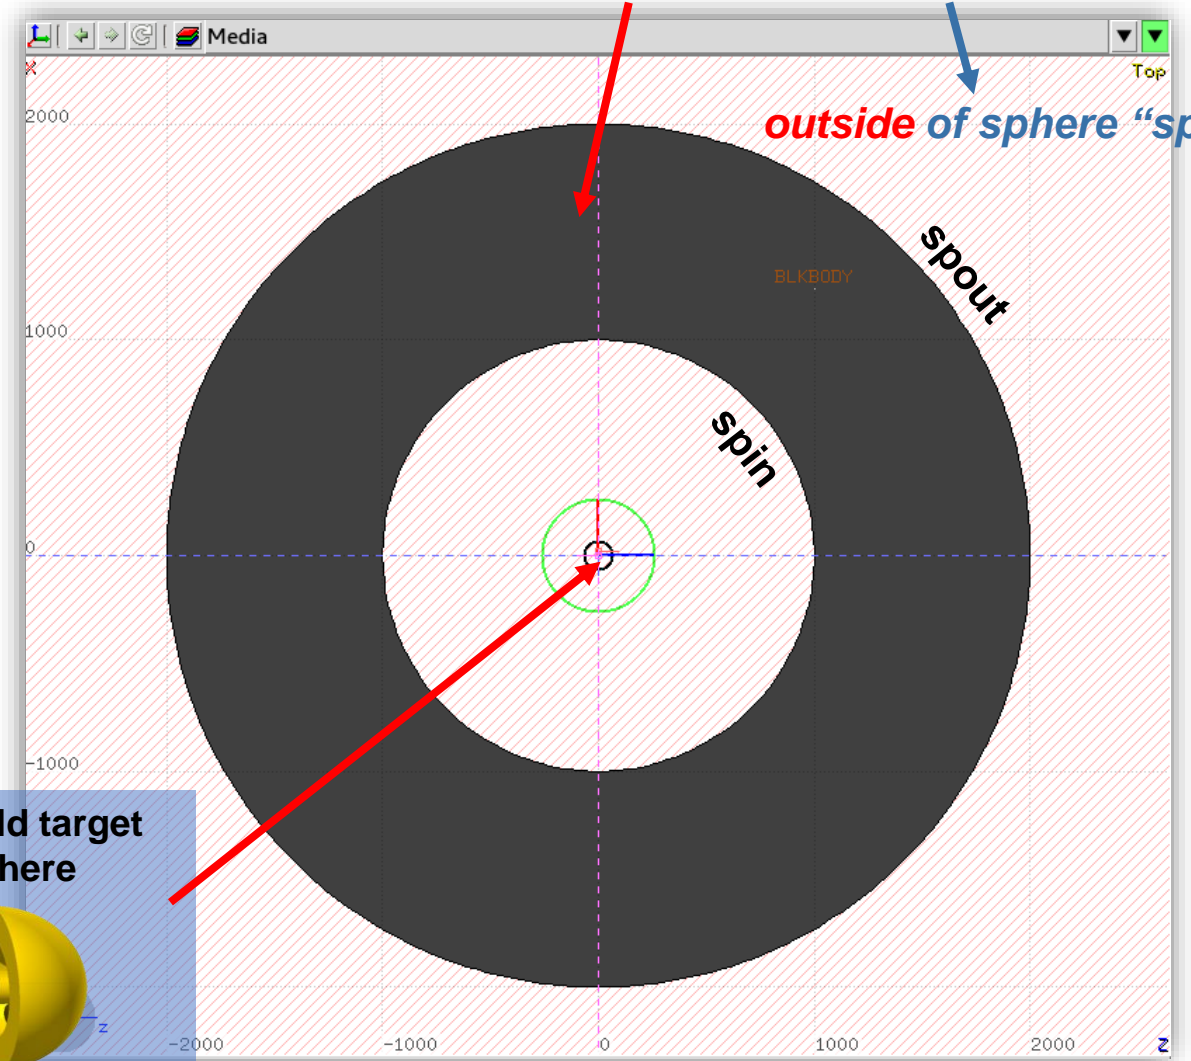 Media
X
Top
2000
outside of sphere “sp
spout
BLKBODY
1000
spin
0
-1000
ld target
here
z
-2000
-1000
0
1000
2000
Z